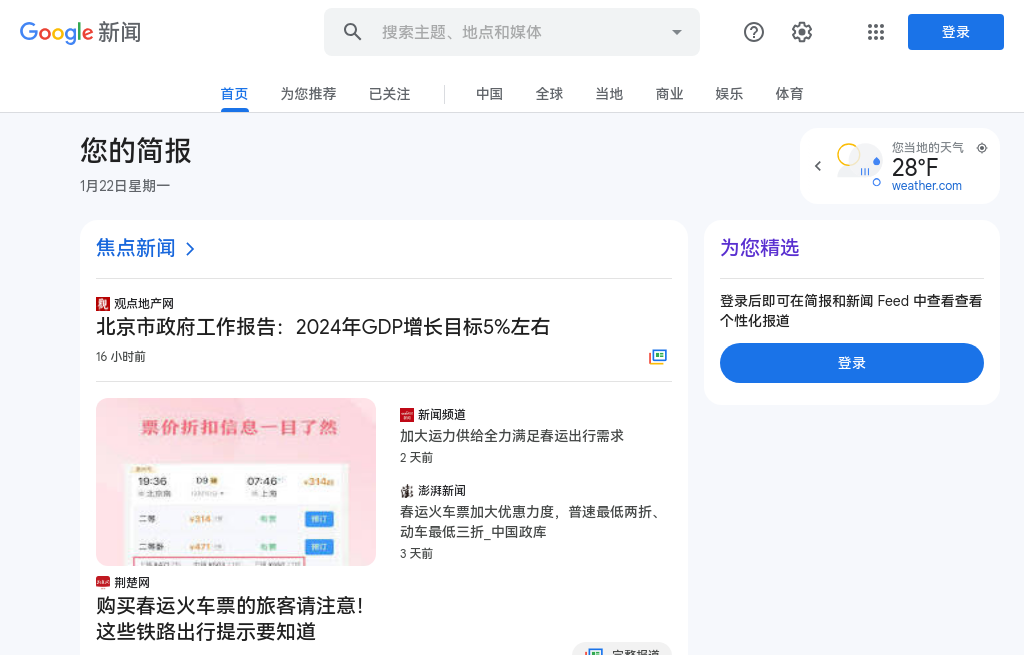 Google 新闻
搜索主题、地点和媒体
登录
首页
为您推荐
已关注
中国
全球
当地
商业
娱乐
体育
您的简报
1月22日星期一
您当地的天气
28°F
weather.com
焦点新闻
观点地产网
北京市政府工作报告：2024年GDP增长目标5%左右
16 小时前
票价折扣信息一目了然
19:36
D9
07:46
¥314起
北京南
上海
二等
¥314
有票
预订
二等卧
¥471
有票
预订
荆楚网
购买春运火车票的旅客请注意！
这些铁路出行提示要知道
新闻频道
加大运力供给全力满足春运出行需求
2 天前
澎湃新闻
春运火车票加大优惠力度，普速最低两折、
动车最低三折_中国政库
3 天前
完整报道
为您精选
登录后即可在简报和新闻 Feed 中查看查看
个性化报道
登录